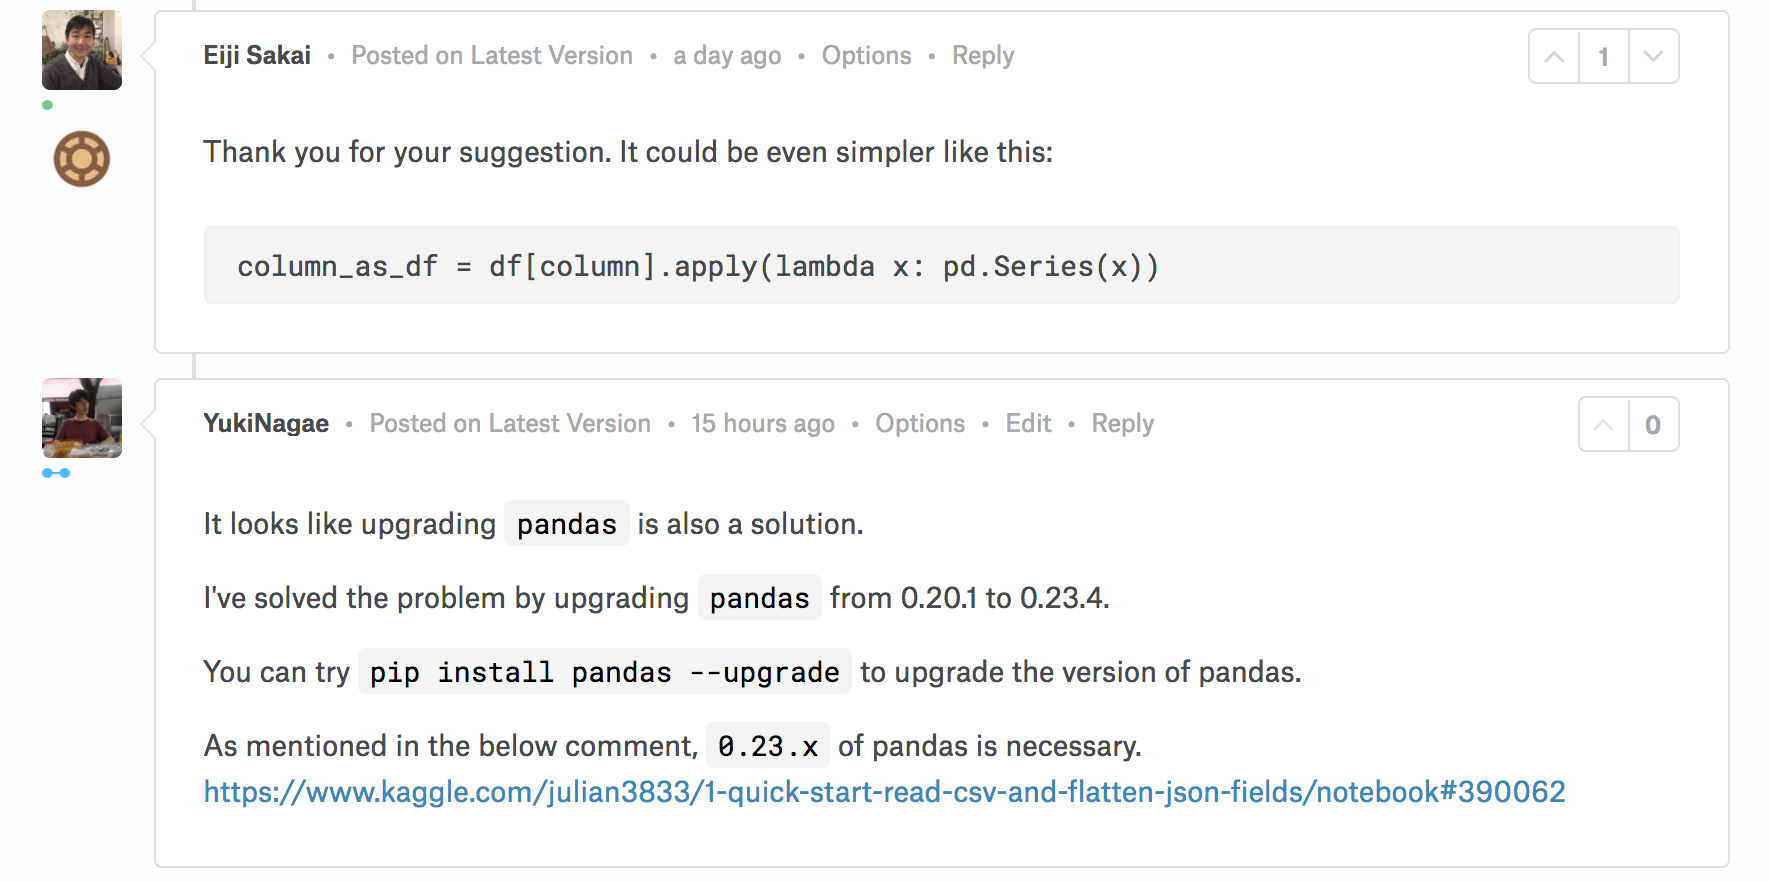 Eiji Sakai • Posted on Latest Version • a day ago • Options • Reply
1
Thank you for your suggestion. It could be even simpler like this:
column_as_df = df[column].apply(lambda x: pd.Series(x))
YukiNagae • Posted on Latest Version • 15 hours ago • Options • Edit • Reply
0
It looks like upgrading pandas is also a solution.
I've solved the problem by upgrading pandas from 0.20.1 to 0.23.4.
You can try pip install pandas --upgrade to upgrade the version of pandas.
As mentioned in the below comment, 0.23.x of pandas is necessary.
https://www.kaggle.com/julian3833/1-quick-start-read-csv-and-flatten-json-fields/notebook#390062